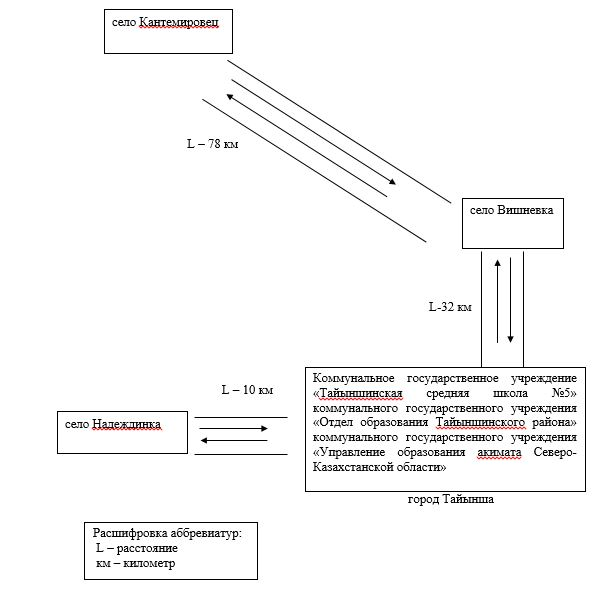 село Кантемировец
L – 78 км
село Вишневка
L-32 км
L – 10 км
село Надеждинка
Коммунальное государственное учреждение
«Тайыншинская средняя школа №5»
коммунального государственного учреждения
«Отдел образования Тайыншинского района»
коммунального государственного учреждения
«Управление образования акимата Северо-
Казахстанской области»
город Тайынша
Расшифровка аббревиатур:
L – расстояние
км – километр